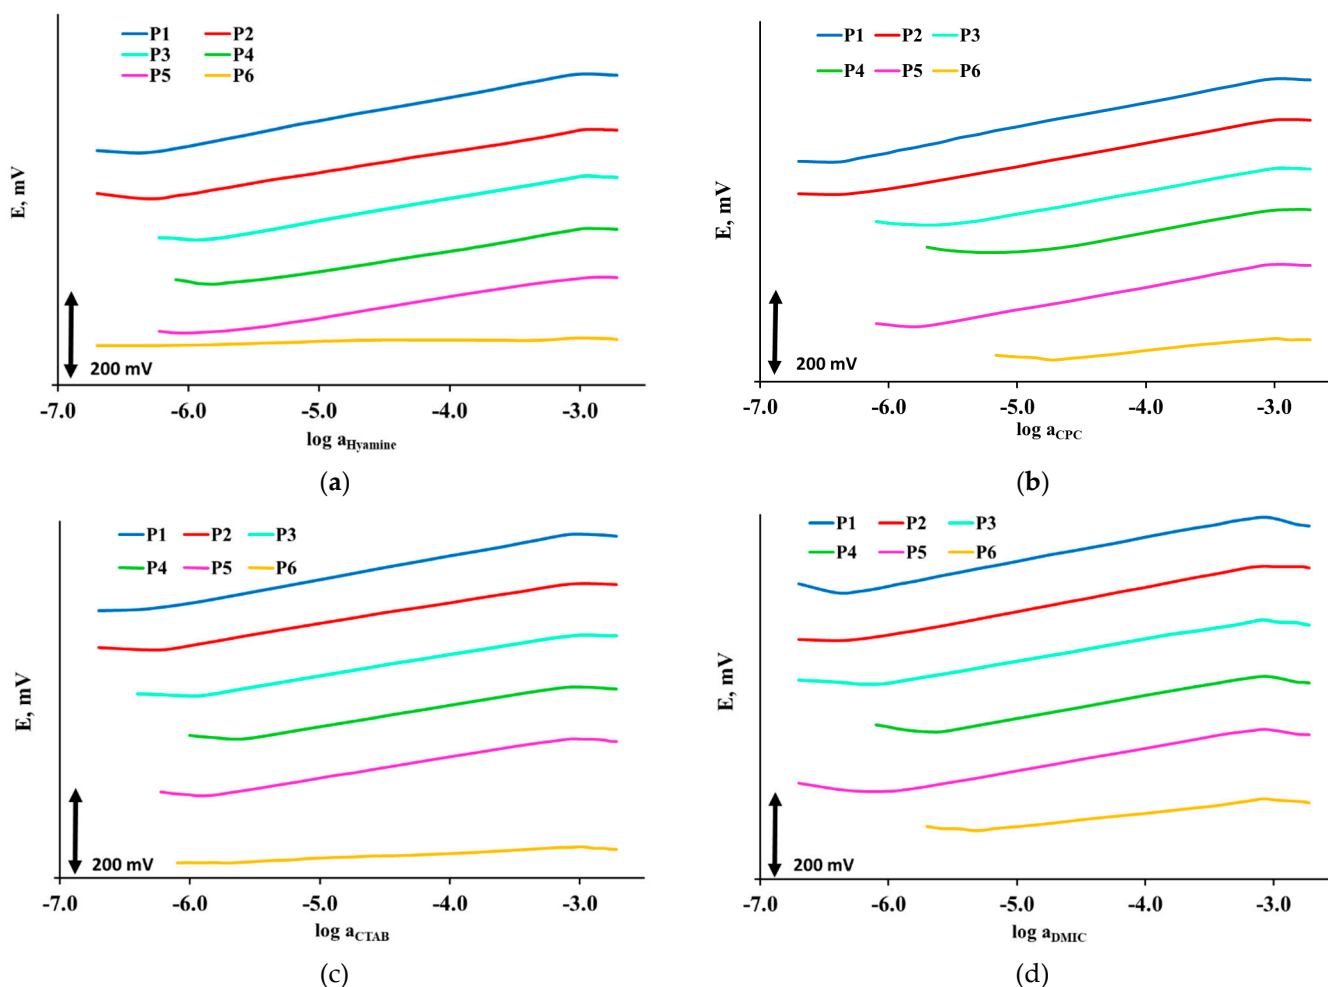 P1 P2
P3 P4
P5 P6
E, mV
200 mV
-7.0 -6.0 -5.0 -4.0 -3.0
log a_Hyamine
(a)
P1 P2 P3
P4 P5 P6
E, mV
200 mV
-7.0 -6.0 -5.0 -4.0 -3.0
log a_CPC
(b)
P1 P2 P3
P4 P5 P6
E, mV
200 mV
-7.0 -6.0 -5.0 -4.0 -3.0
log a_CTAB
(c)
P1 P2 P3
P4 P5 P6
E, mV
200 mV
-7.0 -6.0 -5.0 -4.0 -3.0
log a_DMIC
(d)